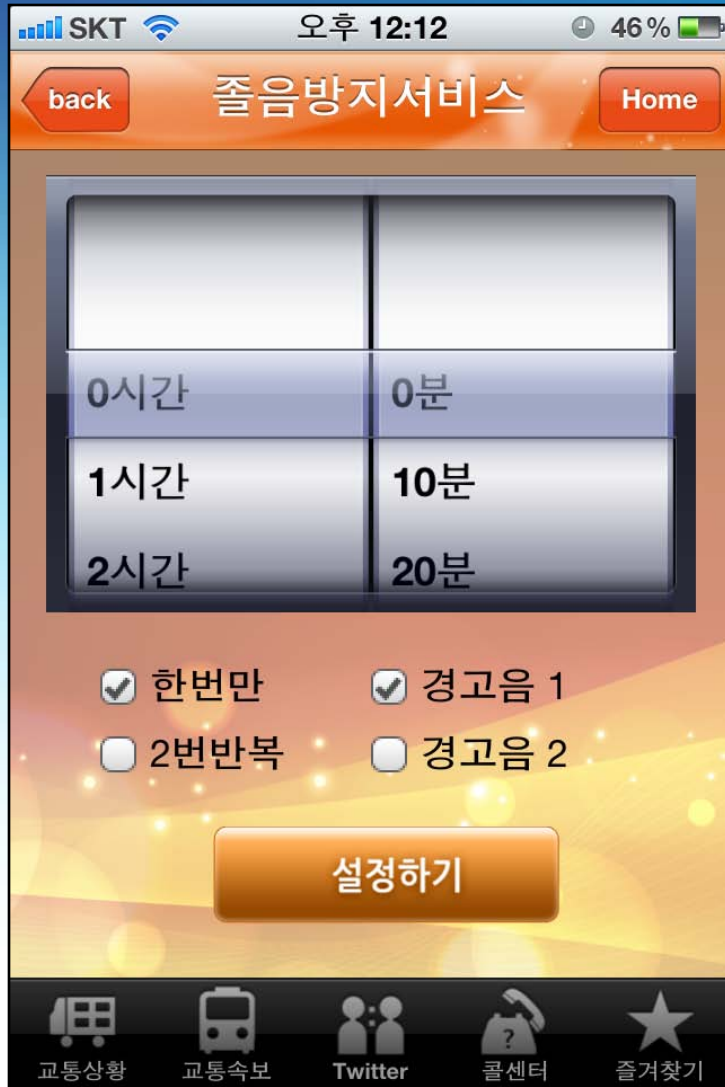 SKT 오후 12:12 46%
back 졸음방지서비스 Home
0시간 0분
1시간 10분
2시간 20분
한번만 경고음 1
2번반복 경고음 2
설정하기
?
교통상황 교통속보 Twitter 콜센터 즐겨찾기